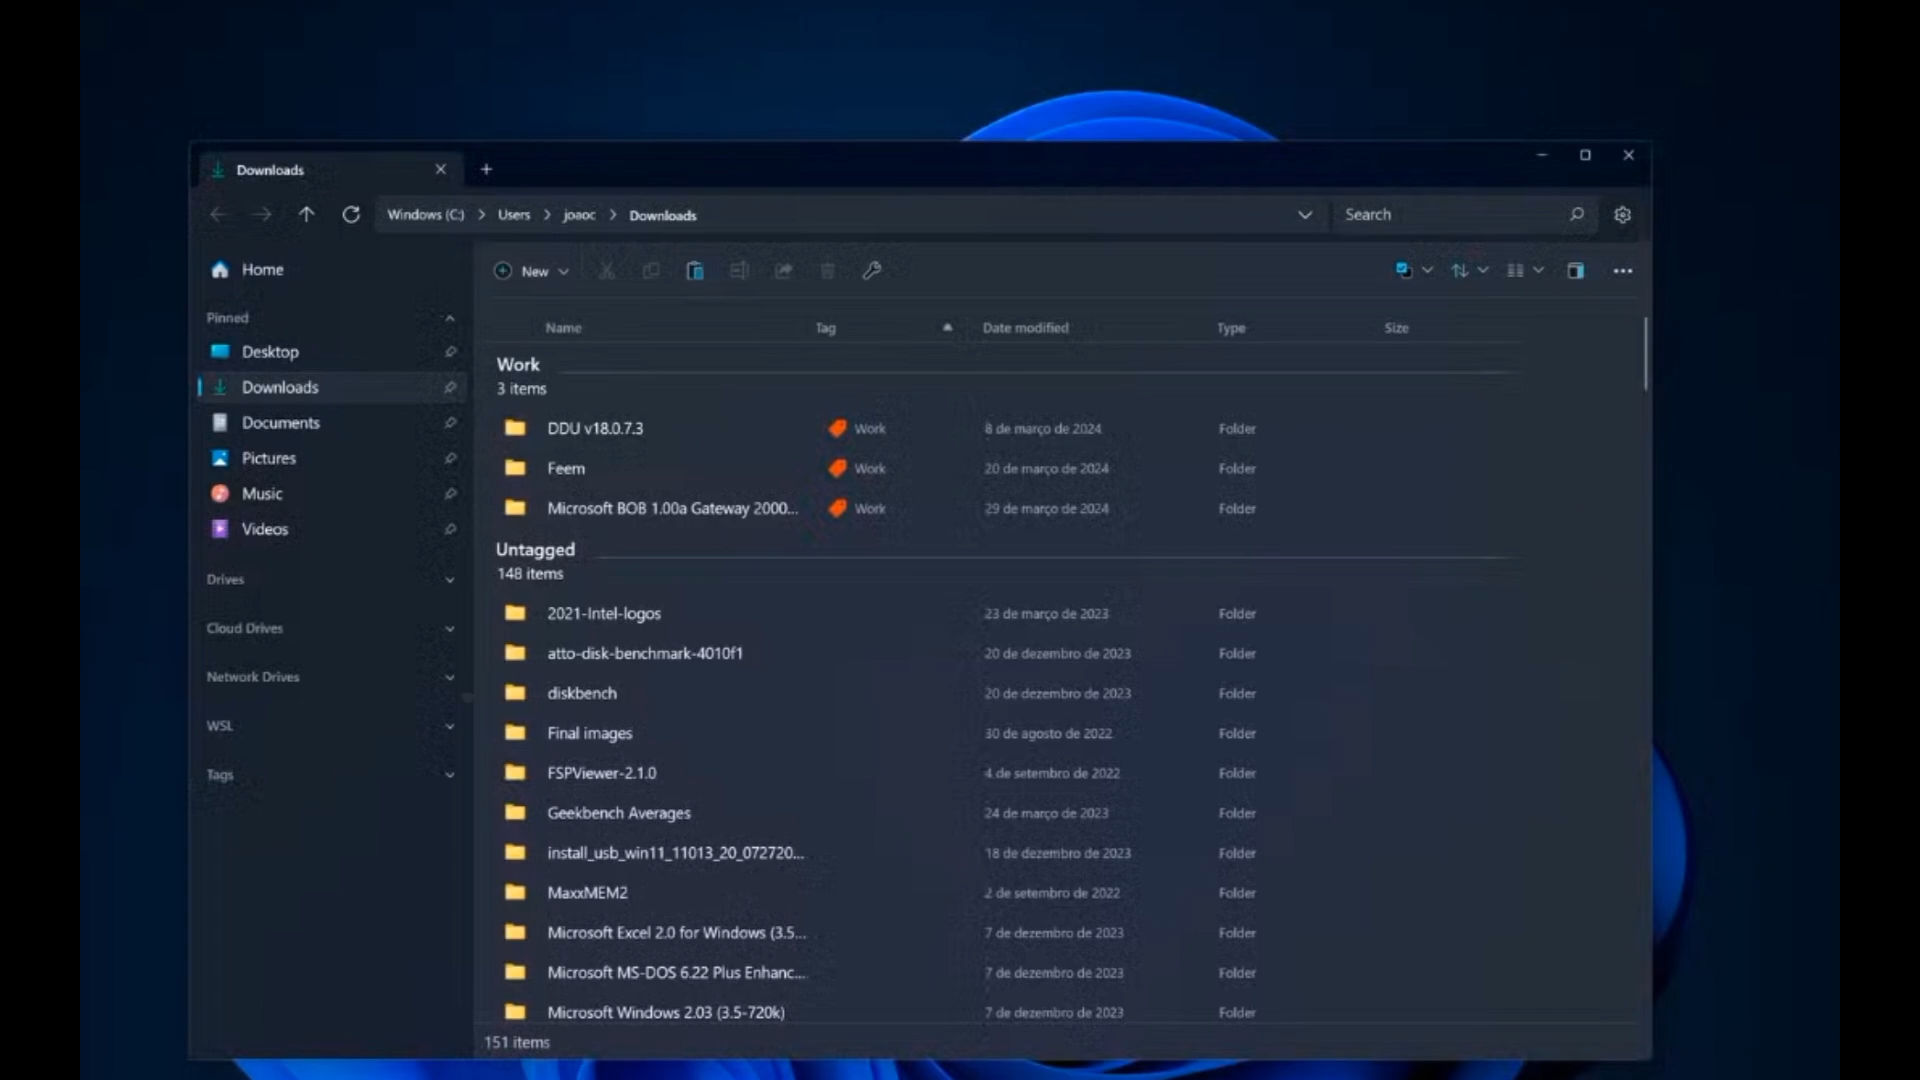 Downloads
Windows (C:) > Users > joaoc > Downloads
Search
Home
Pinned
Desktop
Downloads
Documents
Pictures
Music
Videos
Drives
Cloud Drives
Network Drives
WSL
Tags
New
Name Tag Date modified Type Size
Work
3 items
DDU v18.0.7.3 Work 8 de março de 2024 Folder
Feem Work 20 de março de 2024 Folder
Microsoft BOB 1.00a Gateway 2000... Work 29 de março de 2024 Folder
Untagged
148 items
2021-Intel-logos 23 de março de 2023 Folder
atto-disk-benchmark-4010f1 20 de dezembro de 2023 Folder
diskbench 20 de dezembro de 2023 Folder
Final images 30 de agosto de 2022 Folder
FSPViewer-2.1.0 4 de setembro de 2022 Folder
Geekbench Averages 24 de março de 2023 Folder
install_usb_win11_11013_20_072720... 18 de dezembro de 2023 Folder
MaxxMEM2 2 de setembro de 2022 Folder
Microsoft Excel 2.0 for Windows (3.5... 7 de dezembro de 2023 Folder
Microsoft MS-DOS 6.22 Plus Enhanc... 7 de dezembro de 2023 Folder
Microsoft Windows 2.03 (3.5-720k) 7 de dezembro de 2023 Folder
151 items